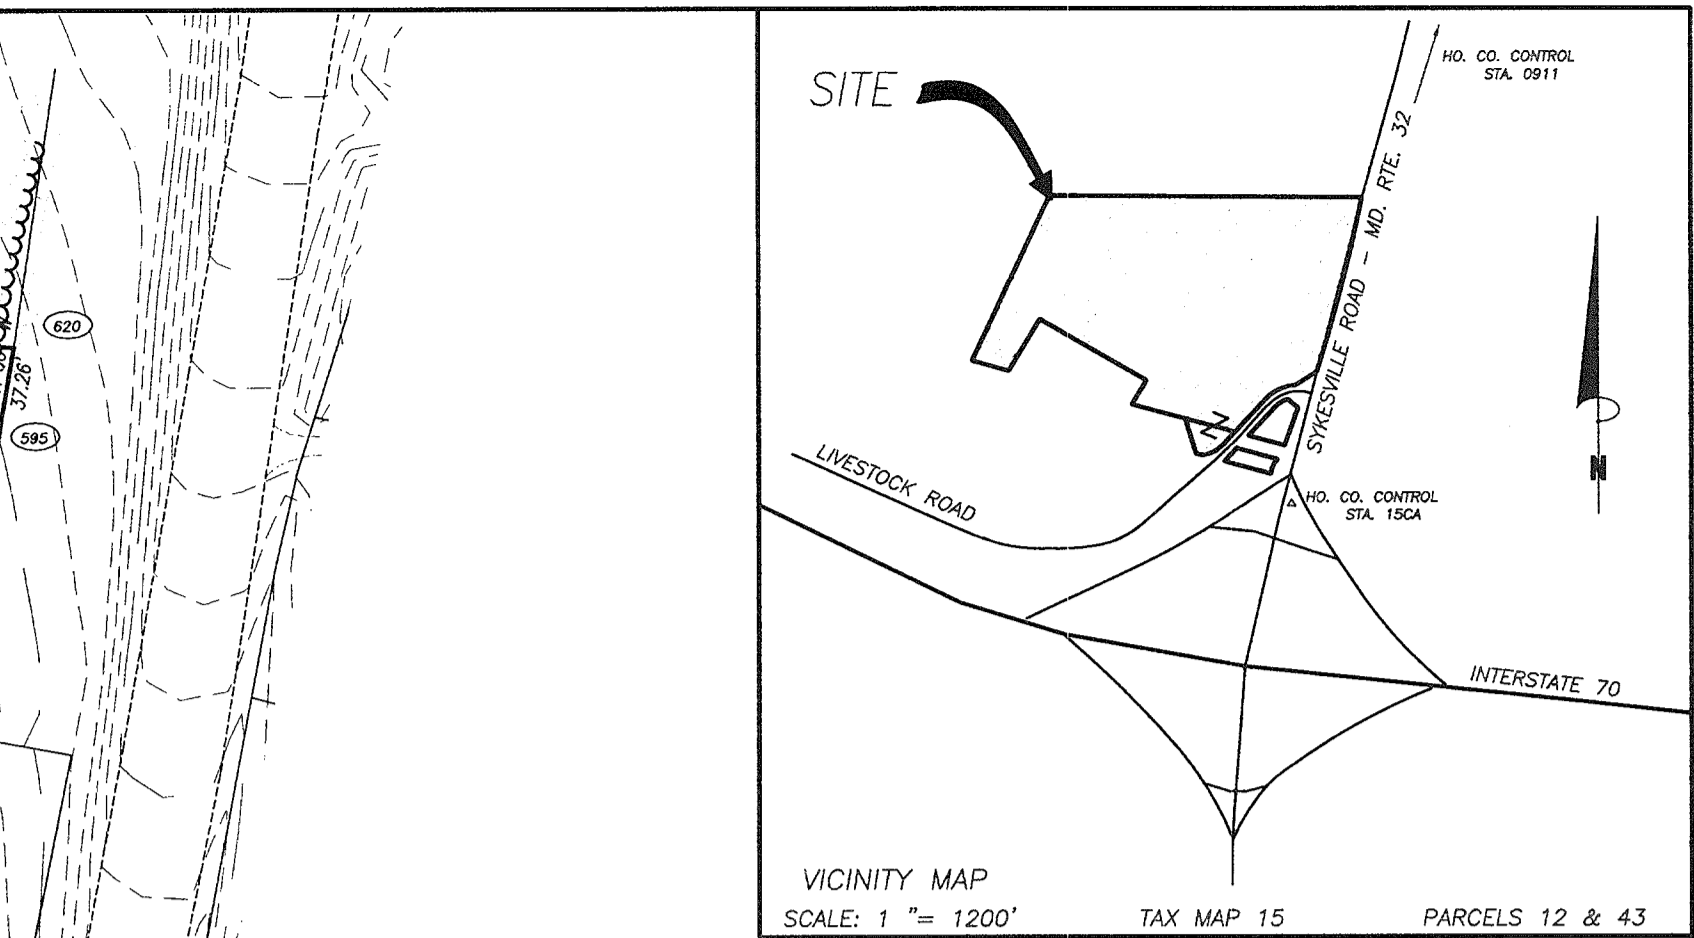 620
37.26'
595
SITE
HO. CO. CONTROL
STA. 0911
SYKESVILLE ROAD - MD. RTE. 32
LIVESTOCK ROAD
HO. CO. CONTROL
STA. 15CA
N
INTERSTATE 70
VICINITY MAP
SCALE: 1 "= 1200'
TAX MAP 15
PARCELS 12 & 43